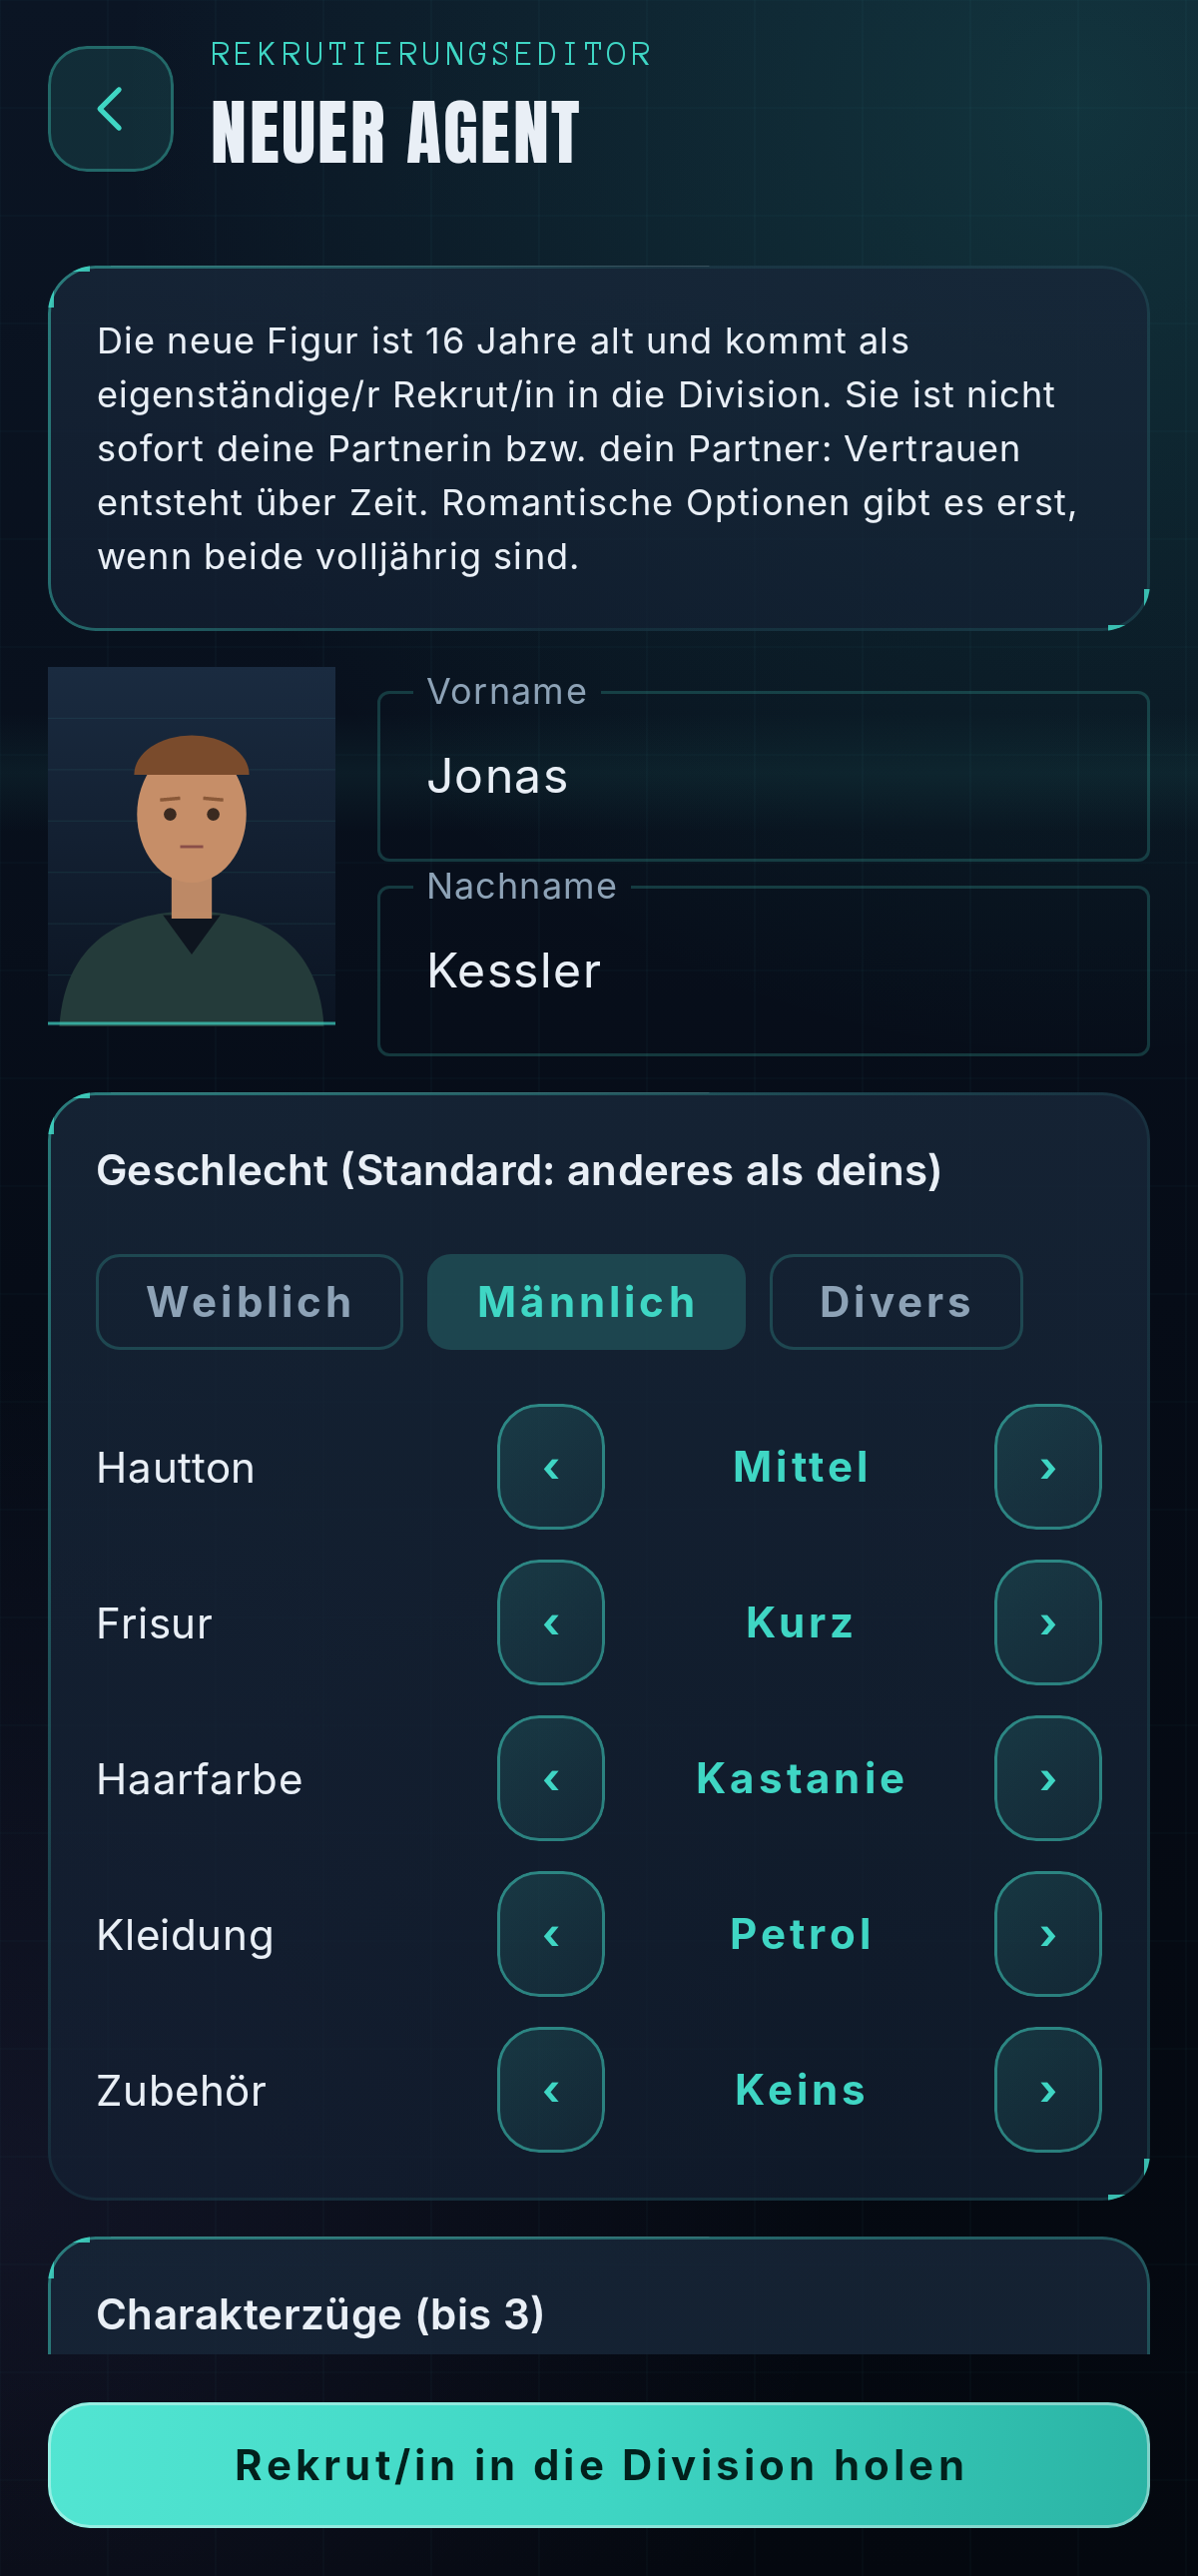 REKRUTIERUNGSEDITOR
NEUER AGENT
Die neue Figur ist 16 Jahre alt und kommt als
eigenständige/r Rekrut/in in die Division. Sie ist nicht
sofort deine Partnerin bzw. dein Partner: Vertrauen
entsteht über Zeit. Romantische Optionen gibt es erst,
wenn beide volljährig sind.
Vorname
Jonas
Nachname
Kessler
Geschlecht (Standard: anderes als deins)
Weiblich Männlich Divers
Hautton ‹ Mittel ›
Frisur ‹ Kurz ›
Haarfarbe ‹ Kastanie ›
Kleidung ‹ Petrol ›
Zubehör ‹ Keins ›
Charakterzüge (bis 3)
Rekrut/in in die Division holen